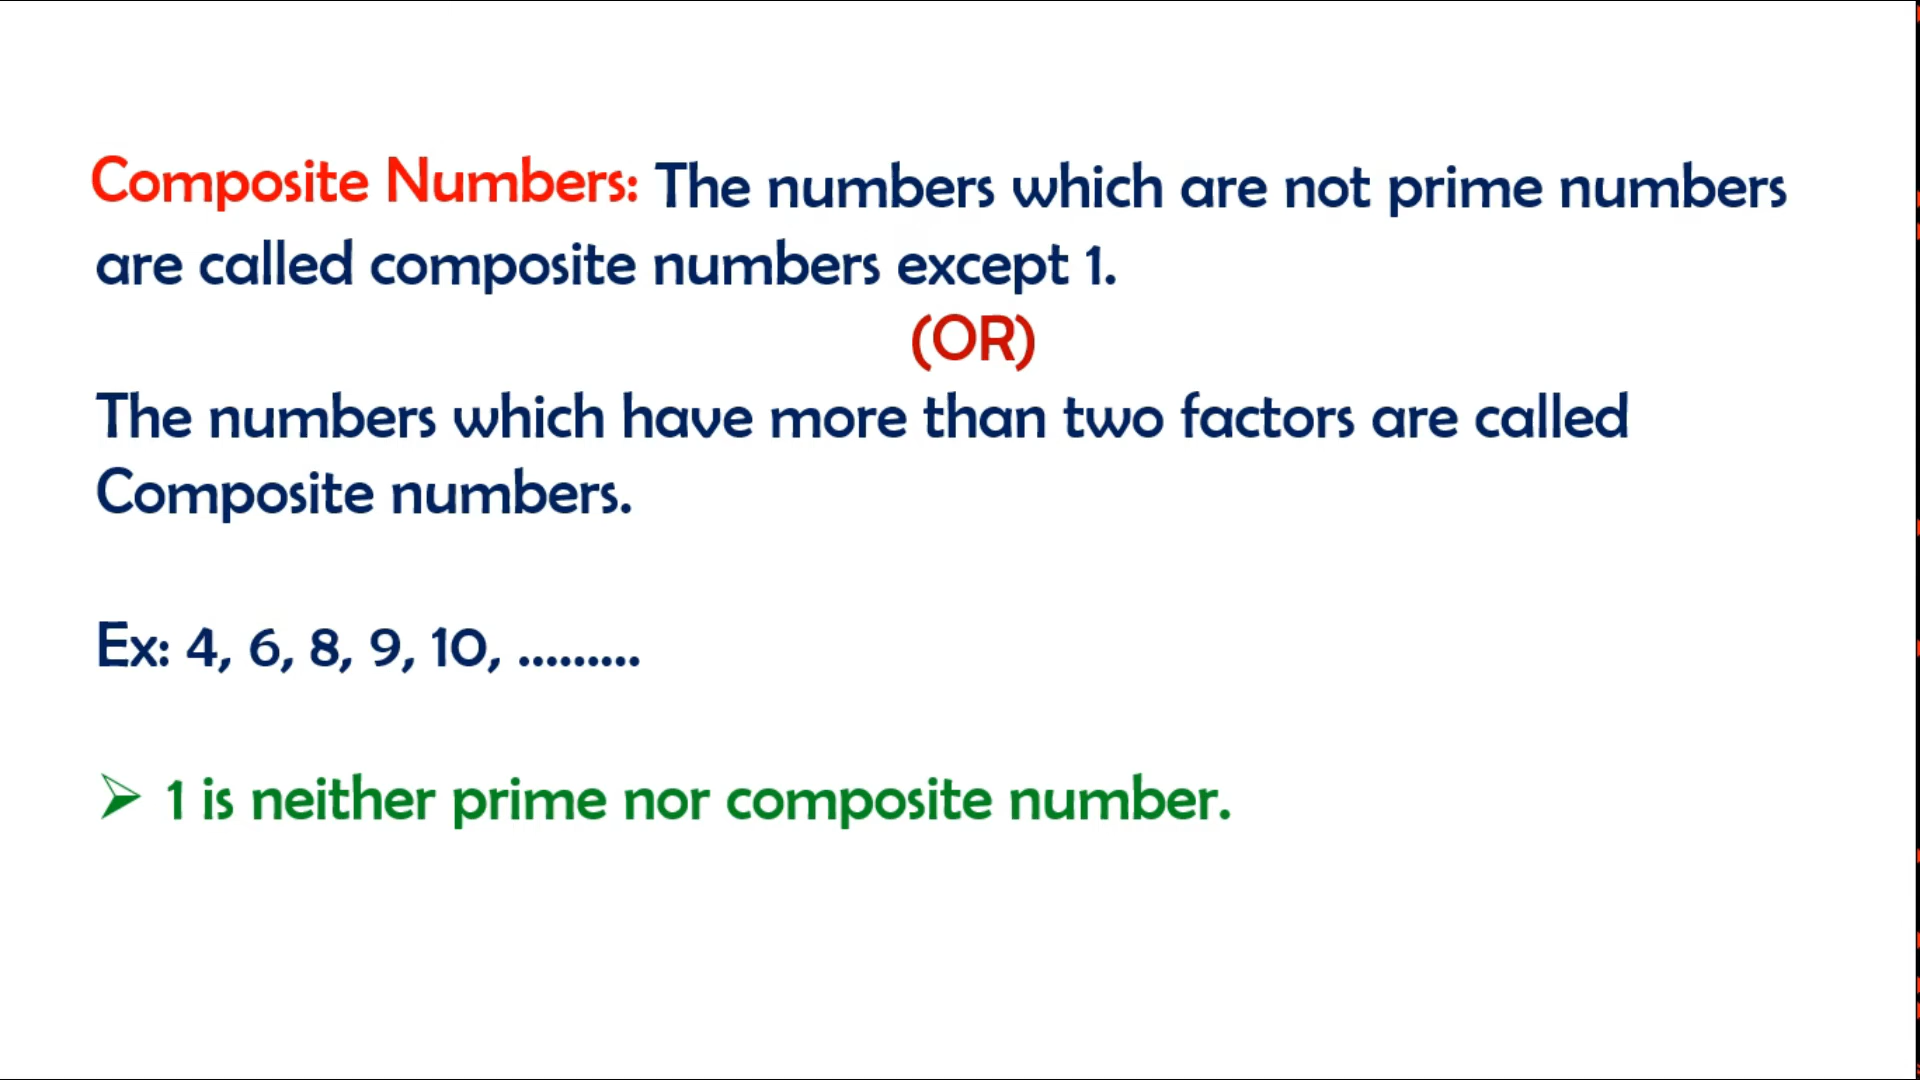 Composite Numbers: The numbers which are not prime numbers
are called composite numbers except 1.
(OR)
The numbers which have more than two factors are called
Composite numbers.
Ex: 4, 6, 8, 9, 10, .........
➢ 1 is neither prime nor composite number.